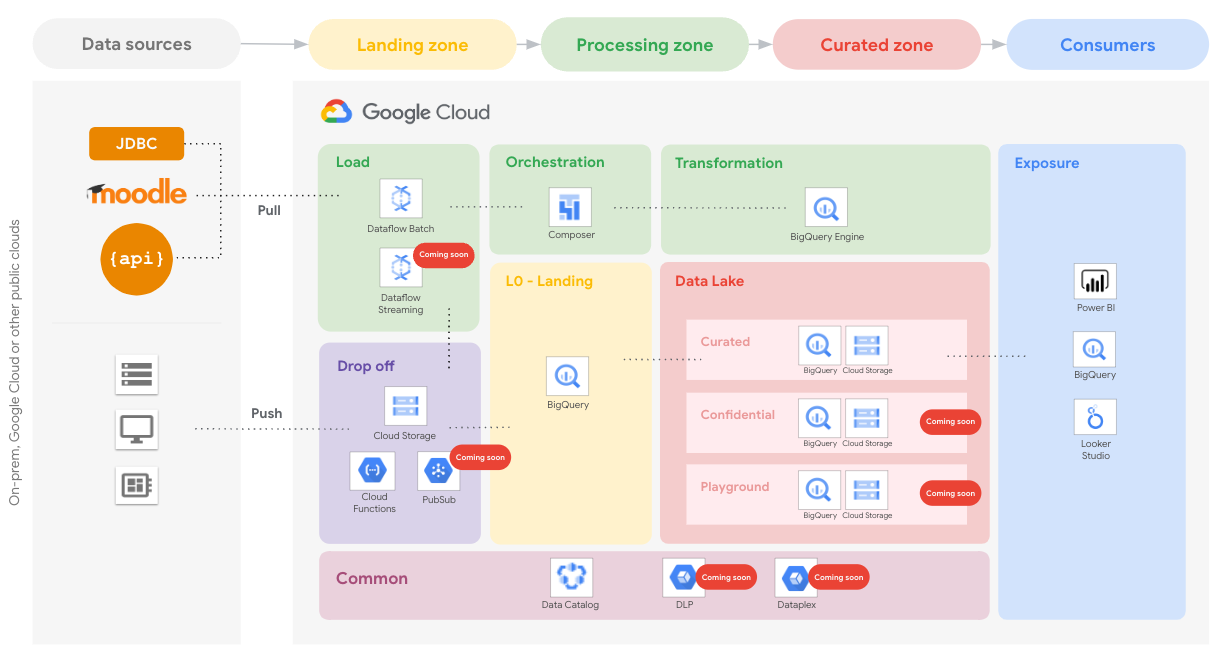 Data sources
Landing zone
Processing zone
Curated zone
Consumers
On-prem, Google Cloud or other public clouds
JDBC
moodle
{api}
Pull
Push
Google Cloud
Load
Dataflow Batch
Coming soon
Dataflow
Streaming
Orchestration
Composer
Transformation
BigQuery Engine
Drop off
Cloud Storage
Cloud
Functions
Coming soon
PubSub
L0 - Landing
BigQuery
Data Lake
Curated
BigQuery
Cloud Storage
Confidential
BigQuery
Cloud Storage
Coming soon
Playground
BigQuery
Cloud Storage
Coming soon
Exposure
Power BI
BigQuery
Looker
Studio
Common
Data Catalog
DLP
Coming soon
Dataplex
Coming soon